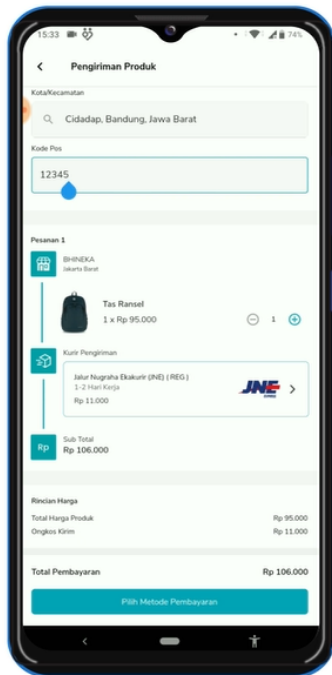 15:33
74%
Pengiriman Produk
Kota/Kecamatan
Cidadap, Bandung, Jawa Barat
Kode Pos
12345
Pesanan 1
BHINEKA
Jakarta Barat
Tas Ransel
1 x Rp 95.000
1
Kurir Pengiriman
Jalur Nugraha Ekakurir (JNE) ( REG )
1-2 Hari Kerja
Rp 11.000
JNE
EXPRESS
Rp
Sub Total
Rp 106.000
Rincian Harga
Total Harga Produk Rp 95.000
Ongkos Kirim Rp 11.000
Total Pembayaran Rp 106.000
Pilih Metode Pembayaran